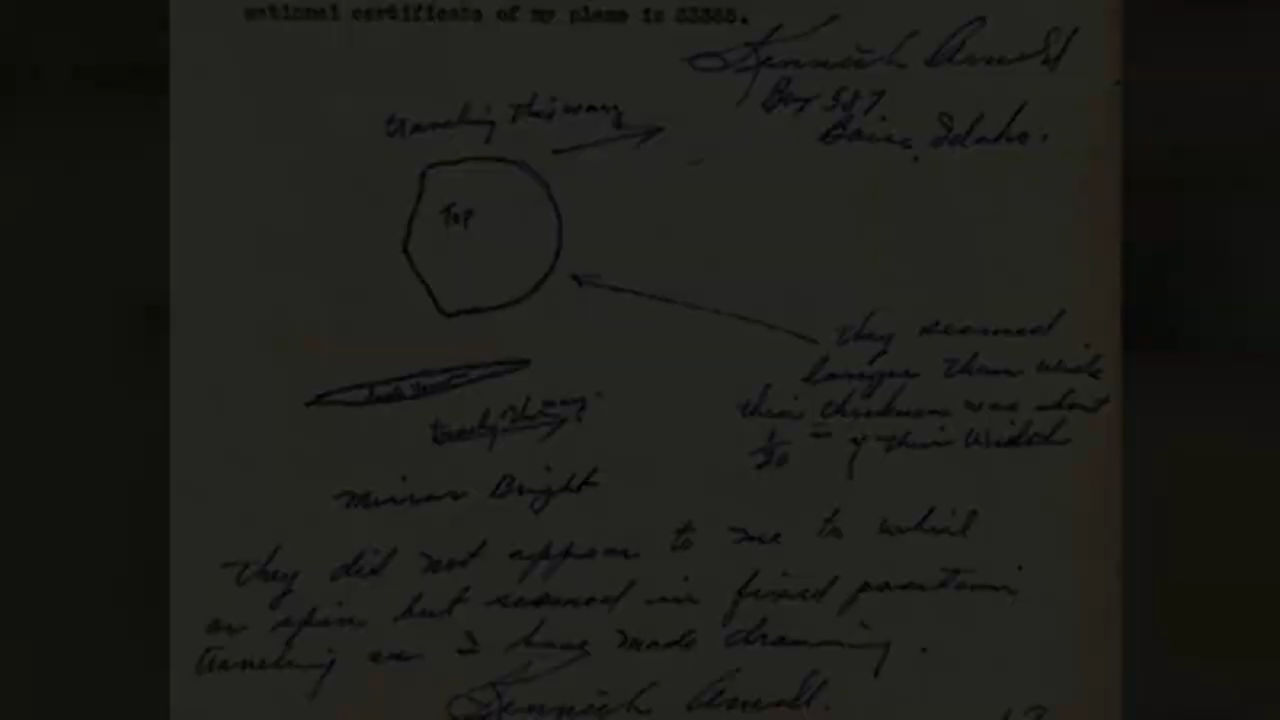 national certificate of my plane is 33355.
Kenneth Arnold
Box 587
Boise, Idaho.
traveling this way
Top
they seemed
longer than wide
their thickness was about
1/20 of their width
traveling this way
Mirror Bright
They did not appear to me to whirl
or spin but seemed in fixed position
traveling as I have made drawing.
Kenneth Arnold.